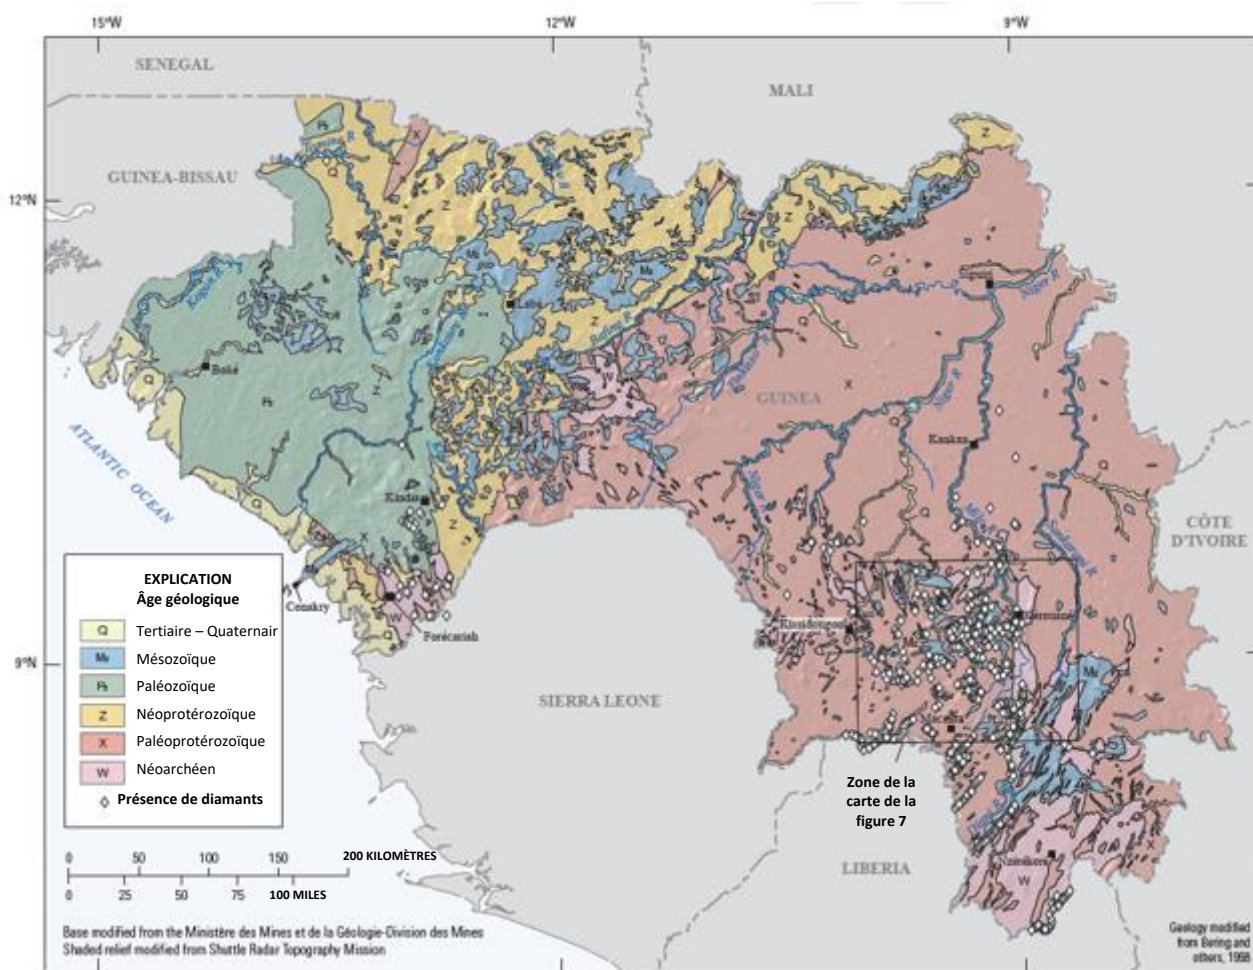 15°W
12°W
9°W
SENEGAL
MALI
GUINEA-BISSAU
12°N
Z
X
Q
Labé
Niger R
Boké
GUINEA
Kankan
ATLANTIC OCEAN
CÔTE
D'IVOIRE
Conakry
Forécariah
Kissidougou
9°N
SIERRA LEONE
Macenta
Zone de la
carte de la
figure 7
LIBERIA
Nzérékoré
W
EXPLICATION
Âge géologique
Q Tertiaire – Quaternair
Mz Mésozoïque
Pz Paléozoïque
Z Néoprotérozoïque
X Paléoprotérozoïque
W Néoarchéen
Présence de diamants
0 50 100 150 200 KILOMÈTRES
0 25 50 75 100 MILES
Base modified from the Ministère des Mines et de la Géologie-Division des Mines
Shaded relief modified from Shuttle Radar Topography Mission
Geology modified
from Bering and
others, 1998